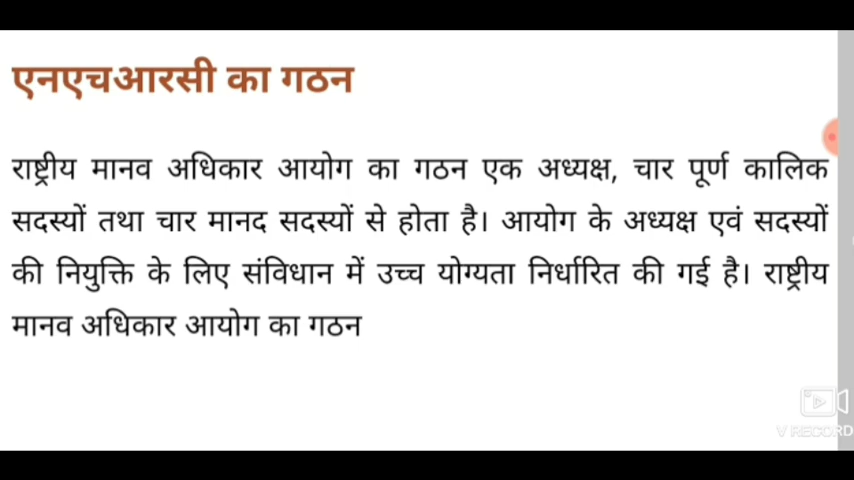 एनएचआरसी का गठन
राष्ट्रीय मानव अधिकार आयोग का गठन एक अध्यक्ष, चार पूर्ण कालिक
सदस्यों तथा चार मानद सदस्यों से होता है। आयोग के अध्यक्ष एवं सदस्यों
की नियुक्ति के लिए संविधान में उच्च योग्यता निर्धारित की गई है। राष्ट्रीय
मानव अधिकार आयोग का गठन
V RECORD